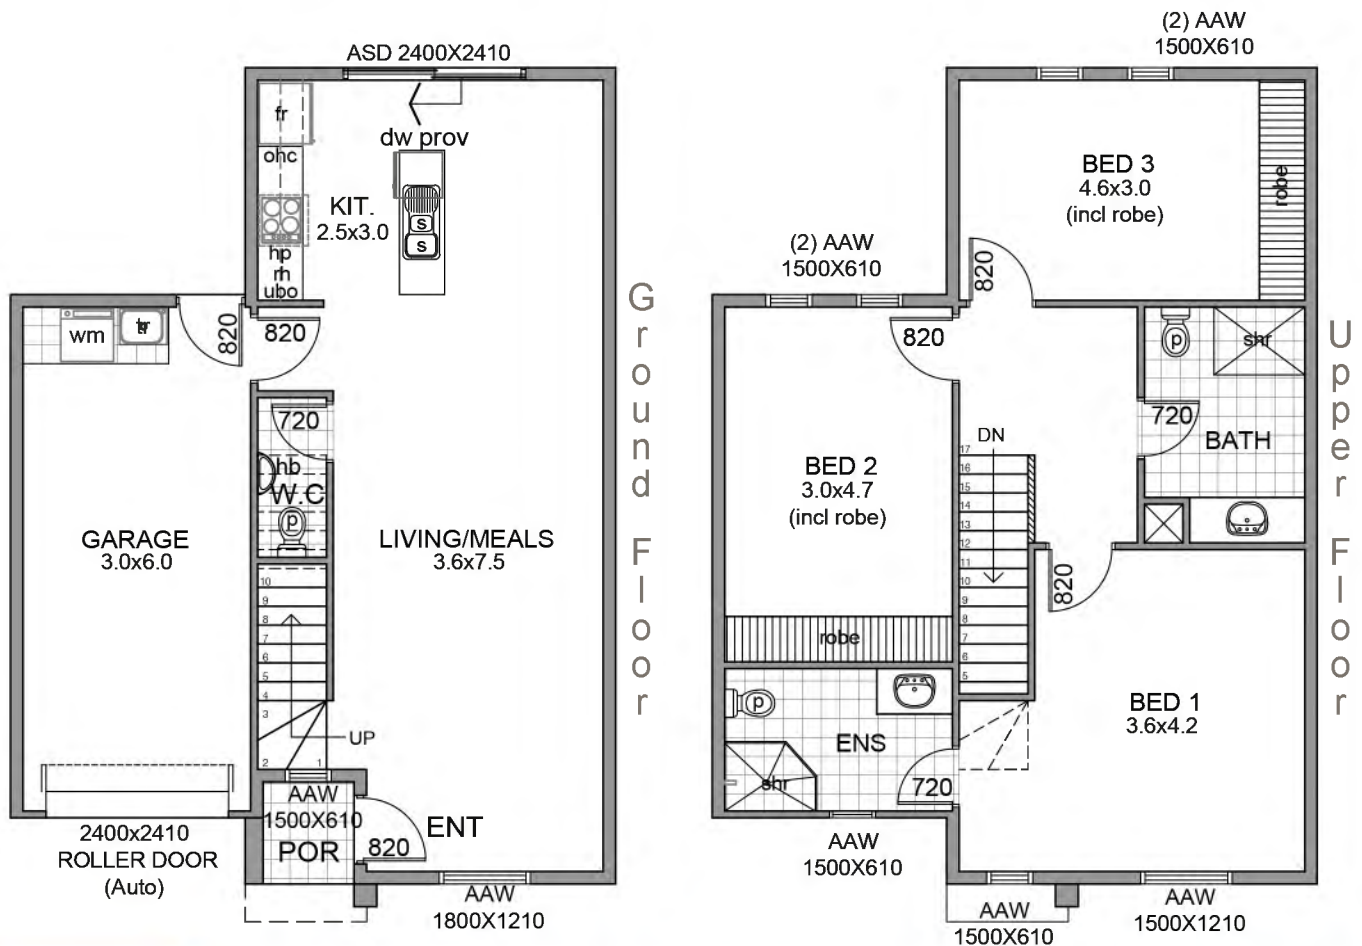 ASD 2400X2410
fr
dw prov
ohc
KIT.
2.5x3.0
s
s
hp
rh
ubo
wm
820
820
720
hb
W.C
p
GARAGE
3.0x6.0
LIVING/MEALS
3.6x7.5
10
9
8
7
6
5
4
3
2
1
UP
AAW
1500X610
POR
820
ENT
2400x2410
ROLLER DOOR
(Auto)
AAW
1800X1210
Ground Floor
(2) AAW
1500X610
BED 3
4.6x3.0
(incl robe)
robe
820
(2) AAW
1500X610
820
p
shr
720
BATH
BED 2
3.0x4.7
(incl robe)
DN
17
16
15
14
13
12
11
10
9
8
7
6
5
820
robe
BED 1
3.6x4.2
p
ENS
shr
720
AAW
1500X610
AAW
1500X610
AAW
1500X1210
Upper Floor